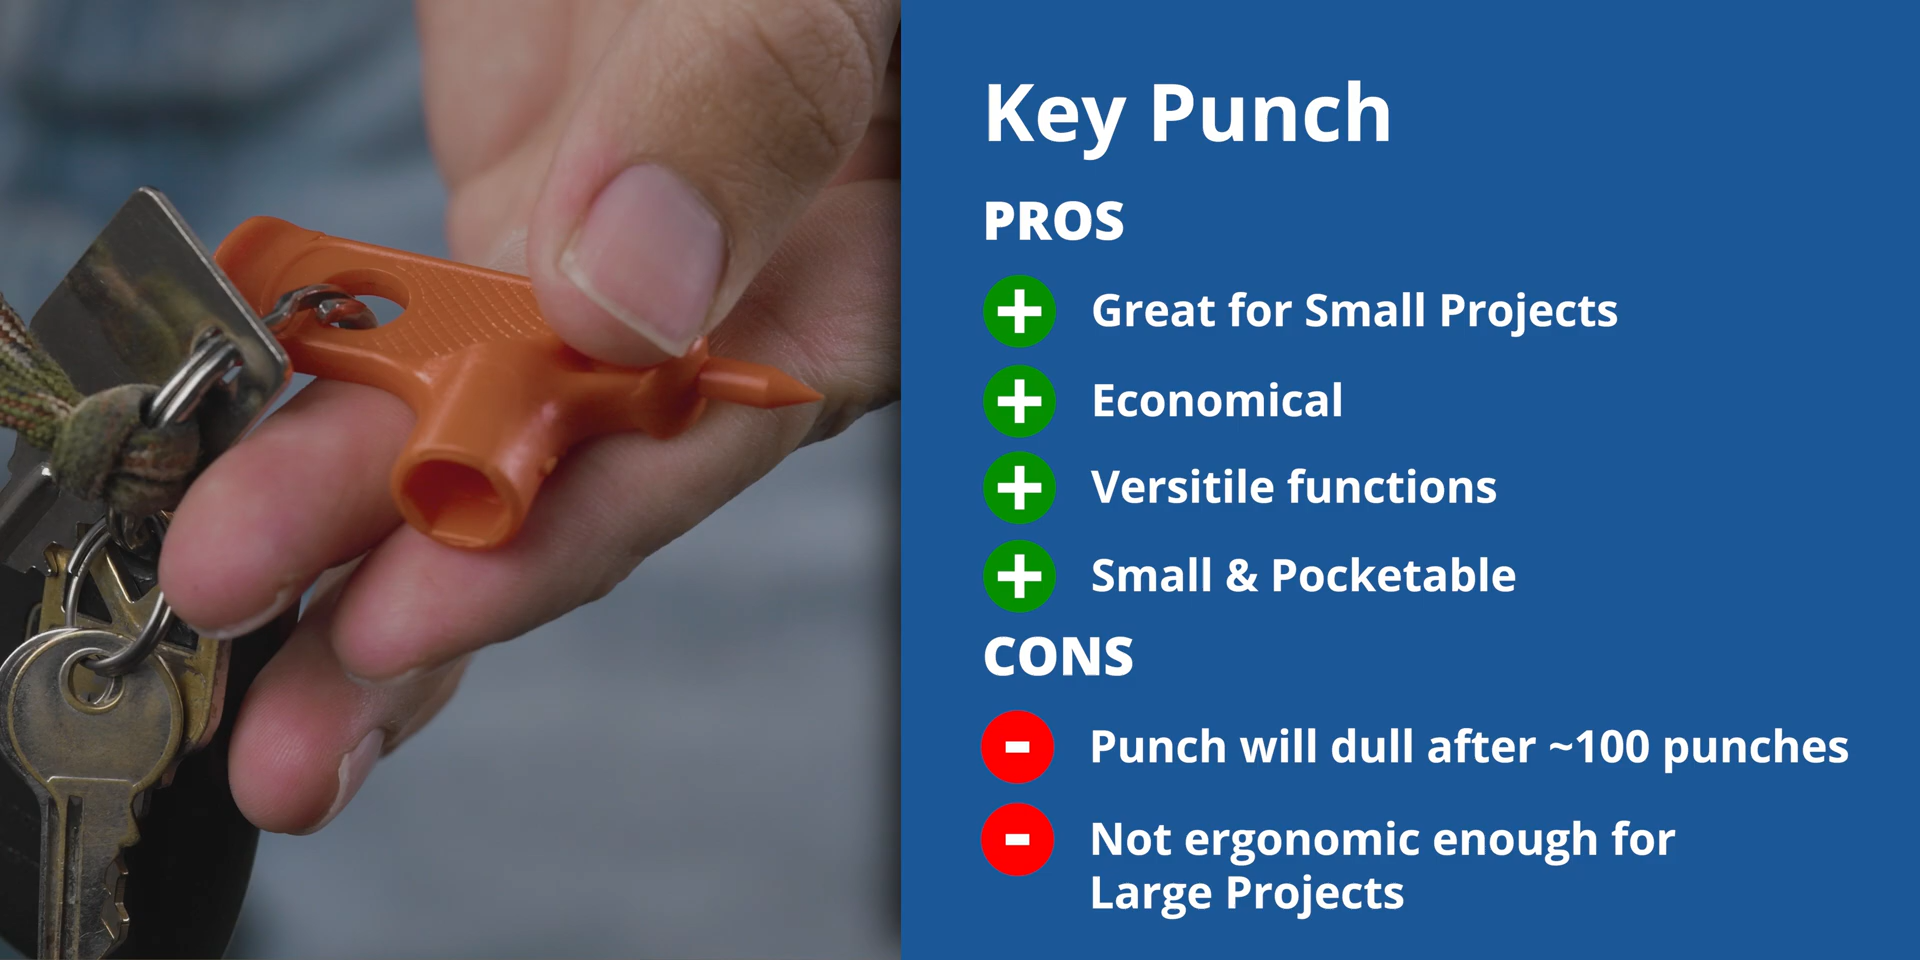 Key Punch
PROS
Great for Small Projects
Economical
Versitile functions
Small & Pocketable
CONS
Punch will dull after ~100 punches
Not ergonomic enough for
Large Projects